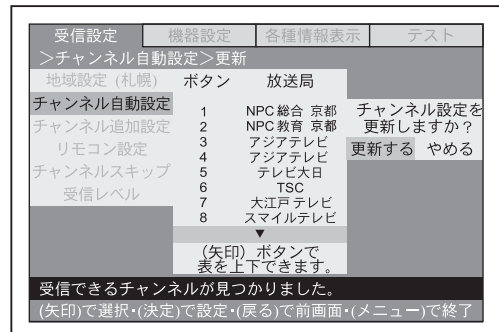 受信設定 機器設定 各種情報表示 テスト
＞チャンネル自動設定＞更新
地域設定 (札幌)
チャンネル自動設定
チャンネル追加設定
リモコン設定
チャンネルスキップ
受信レベル
ボタン 放送局
1 NPC総合 京都
2 NPC教育 京都
3 アジアテレビ
4 アジアテレビ
5 テレビ大日
6 TSC
7 大江戸テレビ
8 スマイルテレビ
▼
(矢印) ボタンで
表を上下できます。
チャンネル設定を
更新しますか？
更新する やめる
受信できるチャンネルが見つかりました。
(矢印)で選択・(決定)で設定・(戻る)で前画面・(メニュー)で終了